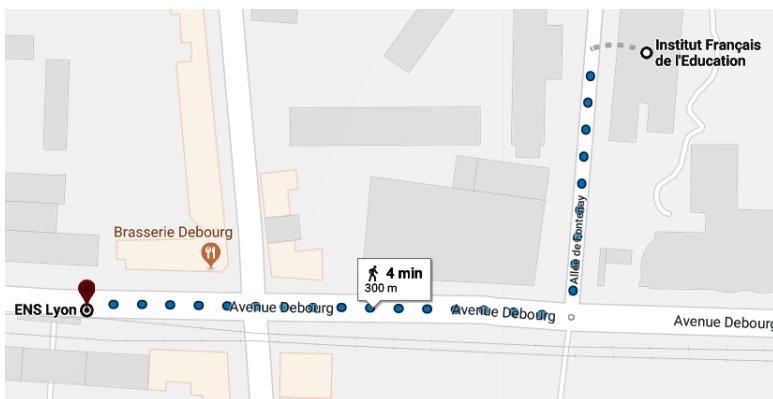 Institut Français
de l'Education
Allée de Fontenay
Brasserie Debourg
4 min
300 m
ENS Lyon
Avenue Debourg
Avenue Debourg
Avenue Debourg